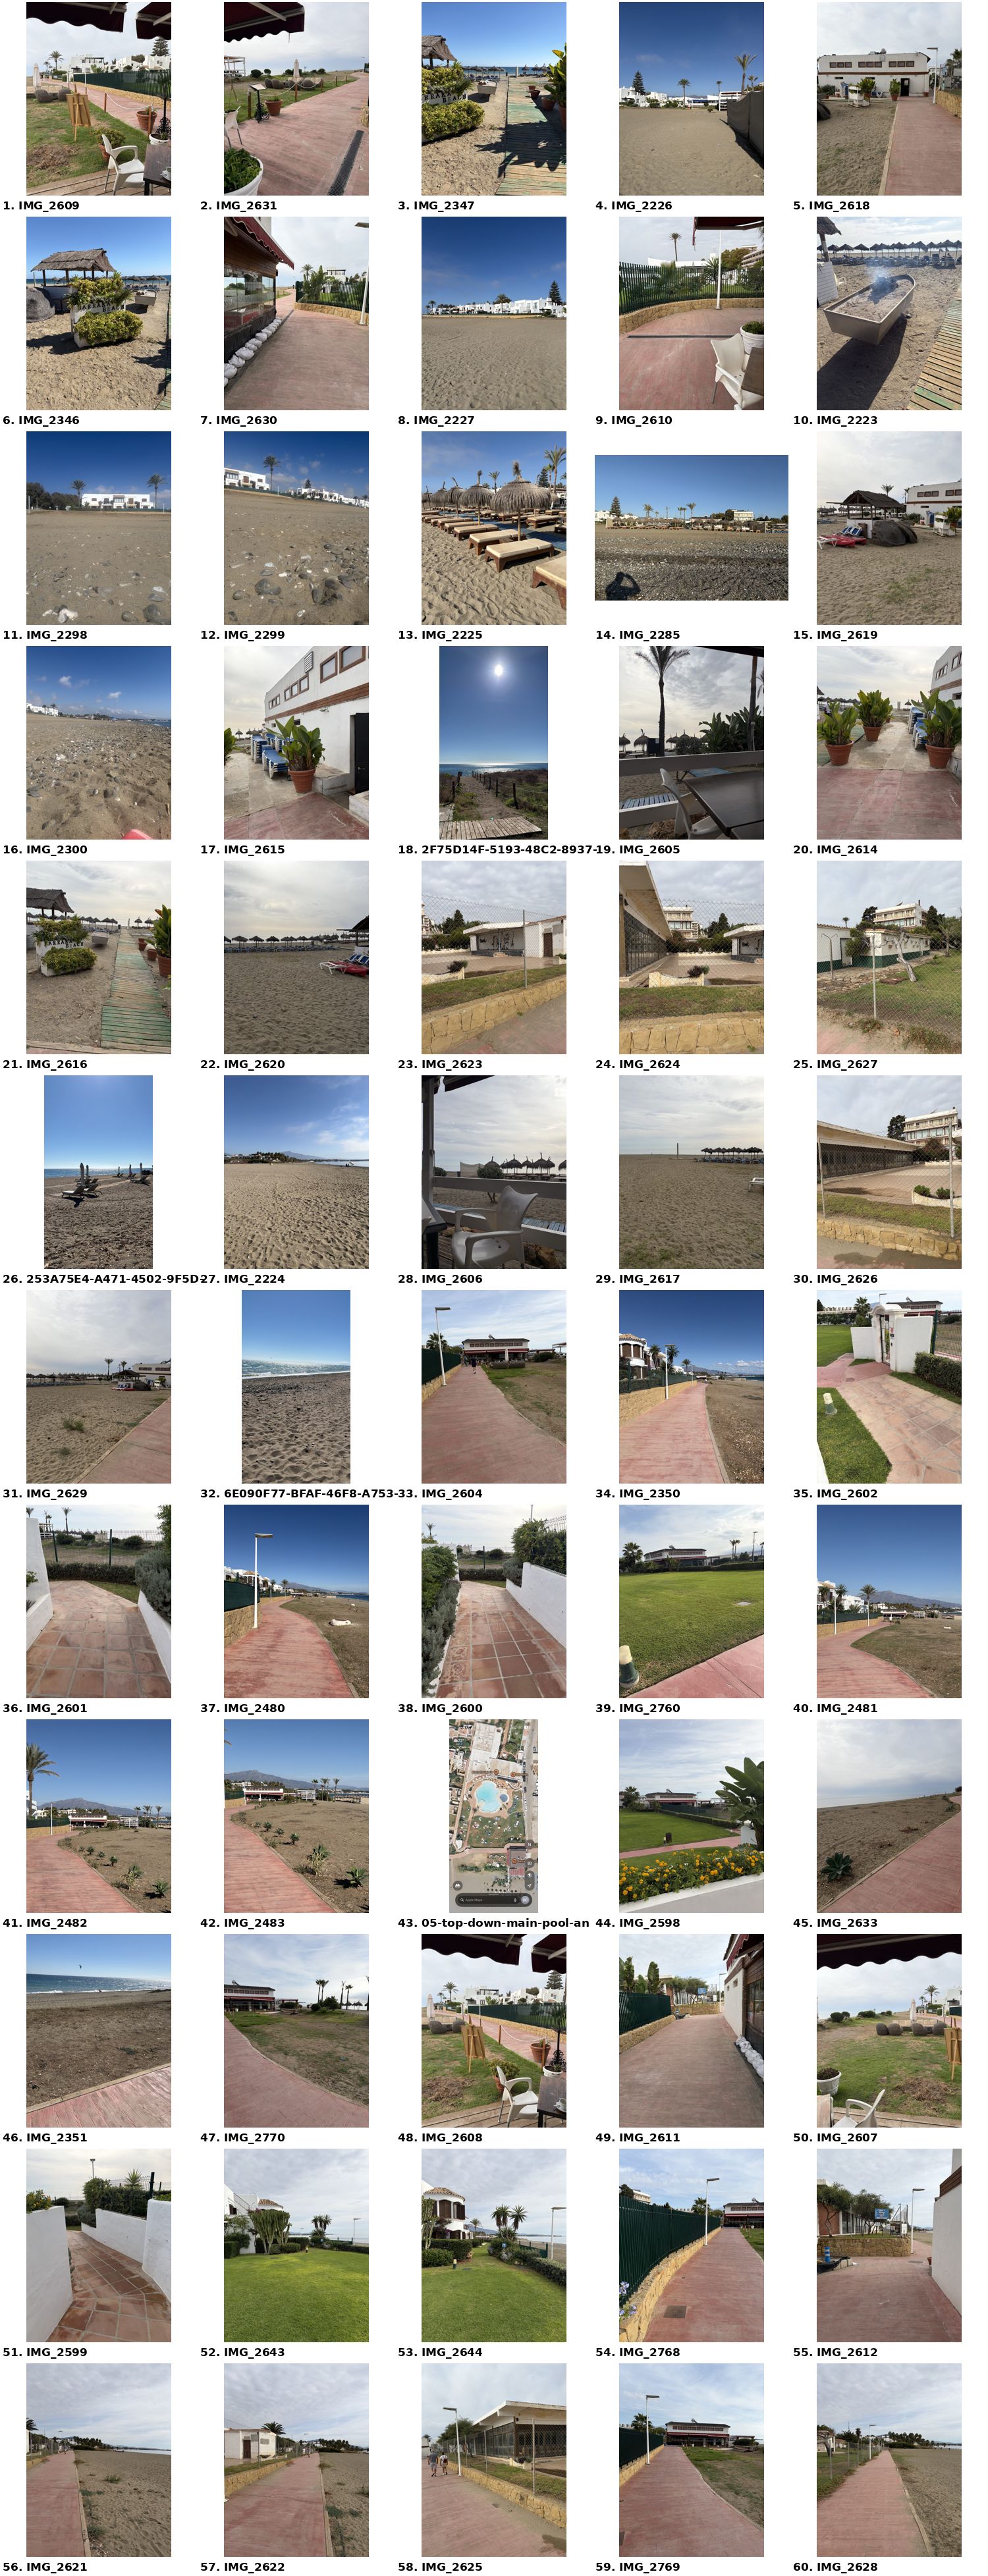 1. IMG_2609
2. IMG_2631
3. IMG_2347
4. IMG_2226
5. IMG_2618
6. IMG_2346
7. IMG_2630
8. IMG_2227
9. IMG_2610
10. IMG_2223
11. IMG_2298
12. IMG_2299
13. IMG_2225
14. IMG_2285
15. IMG_2619
16. IMG_2300
17. IMG_2615
18. 2F75D14F-5193-48C2-8937-
19. IMG_2605
20. IMG_2614
21. IMG_2616
22. IMG_2620
23. IMG_2623
24. IMG_2624
25. IMG_2627
26. 253A75E4-A471-4502-9F5D-
27. IMG_2224
28. IMG_2606
29. IMG_2617
30. IMG_2626
31. IMG_2629
32. 6E090F77-BFAF-46F8-A753-
33. IMG_2604
34. IMG_2350
35. IMG_2602
36. IMG_2601
37. IMG_2480
38. IMG_2600
39. IMG_2760
40. IMG_2481
41. IMG_2482
42. IMG_2483
43. 05-top-down-main-pool-an
44. IMG_2598
45. IMG_2633
46. IMG_2351
47. IMG_2770
48. IMG_2608
49. IMG_2611
50. IMG_2607
51. IMG_2599
52. IMG_2643
53. IMG_2644
54. IMG_2768
55. IMG_2612
56. IMG_2621
57. IMG_2622
58. IMG_2625
59. IMG_2769
60. IMG_2628